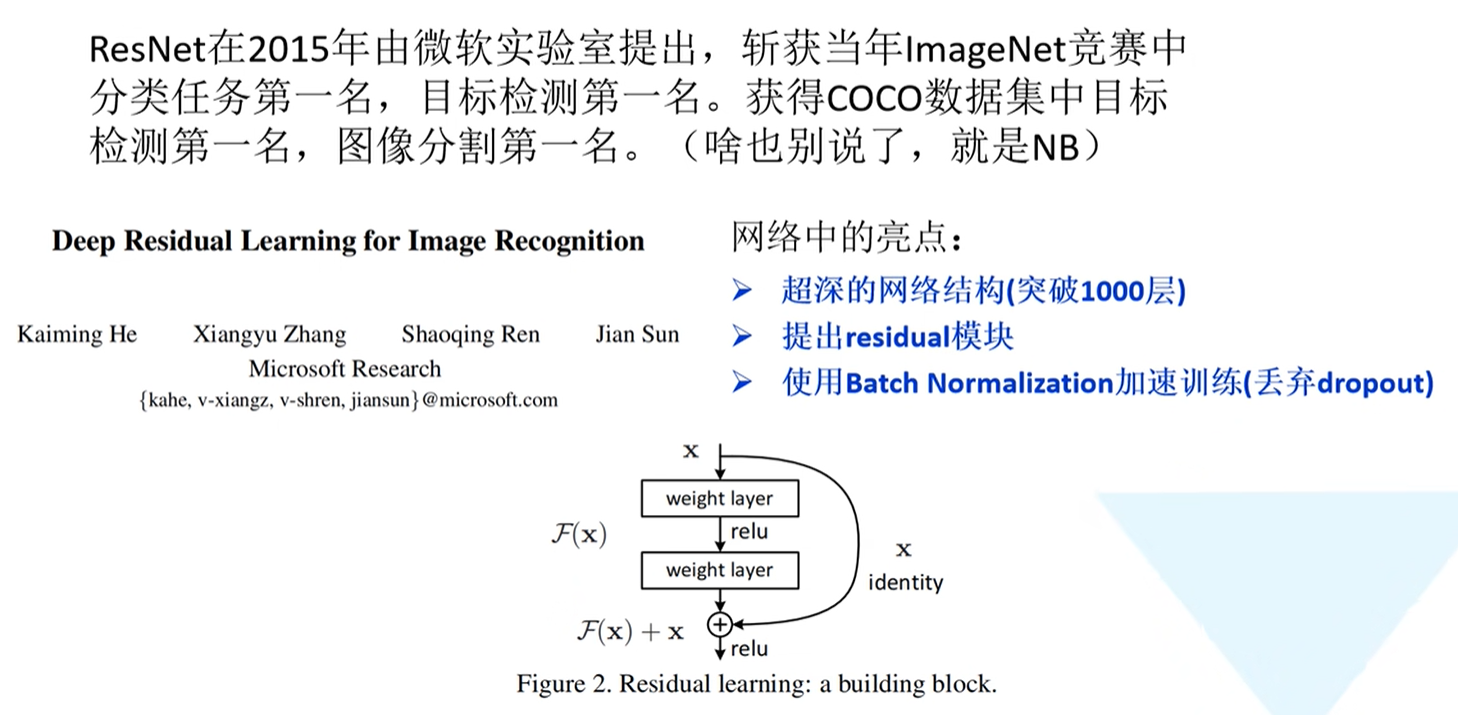 ResNet在2015年由微软实验室提出，斩获当年ImageNet竞赛中
分类任务第一名，目标检测第一名。获得COCO数据集中目标
检测第一名，图像分割第一名。（啥也别说了，就是NB）
Deep Residual Learning for Image Recognition
Kaiming He Xiangyu Zhang Shaoqing Ren Jian Sun
Microsoft Research
{kahe, v-xiangz, v-shren, jiansun}@microsoft.com
网络中的亮点：
➢ 超深的网络结构(突破1000层)
➢ 提出residual模块
➢ 使用Batch Normalization加速训练(丢弃dropout)
x
weight layer
F(x)
relu
weight layer
x
identity
F(x) + x
relu
Figure 2. Residual learning: a building block.